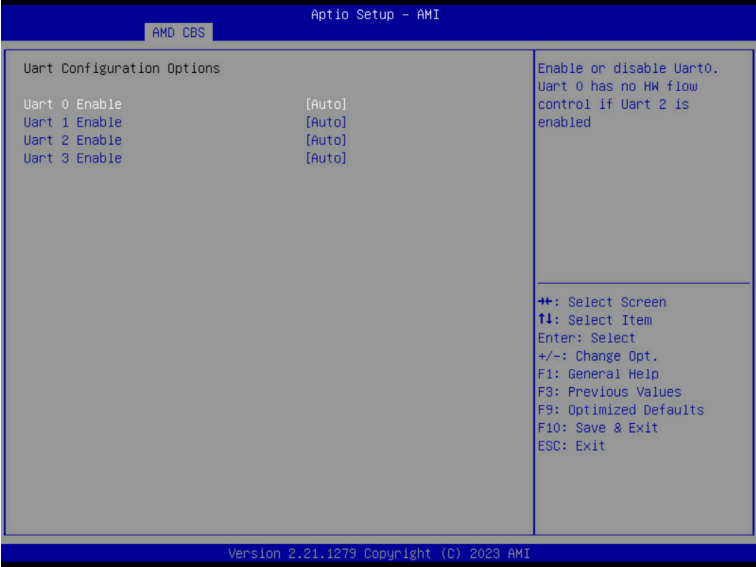 Aptio Setup - AMI
AMD CBS
Uart Configuration Options
Uart 0 Enable [Auto]
Uart 1 Enable [Auto]
Uart 2 Enable [Auto]
Uart 3 Enable [Auto]
Enable or disable Uart0.
Uart 0 has no HW flow
control if Uart 2 is
enabled
→←: Select Screen
↑↓: Select Item
Enter: Select
+/-: Change Opt.
F1: General Help
F3: Previous Values
F9: Optimized Defaults
F10: Save & Exit
ESC: Exit
Version 2.21.1279 Copyright (C) 2023 AMI